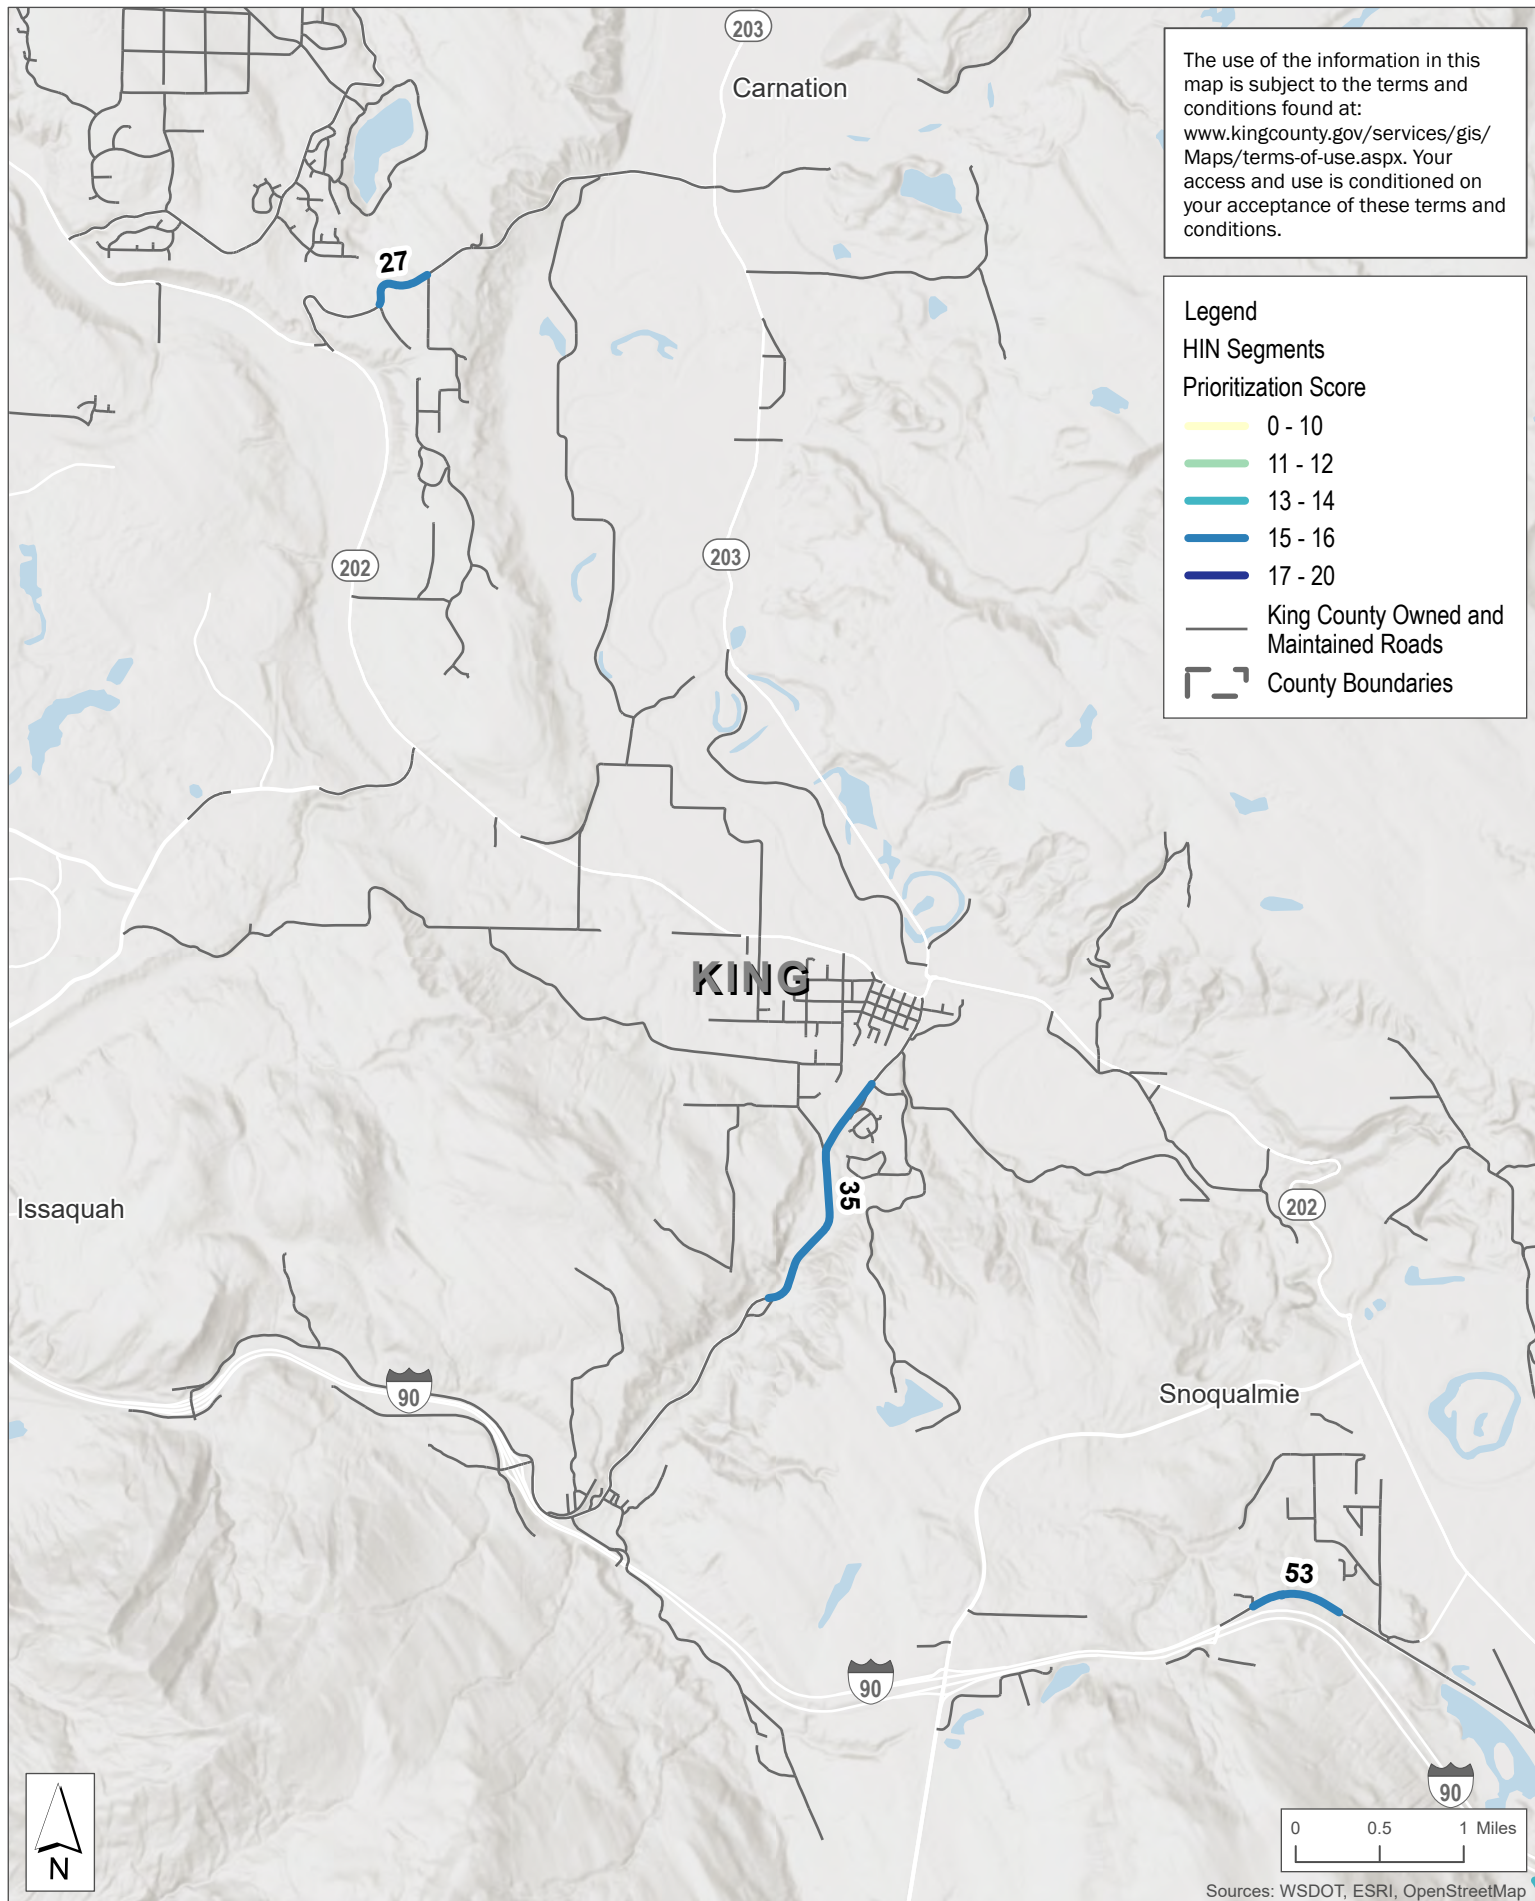 203
Carnation
The use of the information in this
map is subject to the terms and
conditions found at:
www.kingcounty.gov/services/gis/
Maps/terms-of-use.aspx. Your
access and use is conditioned on
your acceptance of these terms and
conditions.
27
Legend
HIN Segments
Prioritization Score
0 - 10
11 - 12
13 - 14
15 - 16
17 - 20
King County Owned and
Maintained Roads
County Boundaries
202
203
KING
35
Issaquah
202
90
Snoqualmie
53
90
90
N
0 0.5 1 Miles
Sources: WSDOT, ESRI, OpenStreetMap